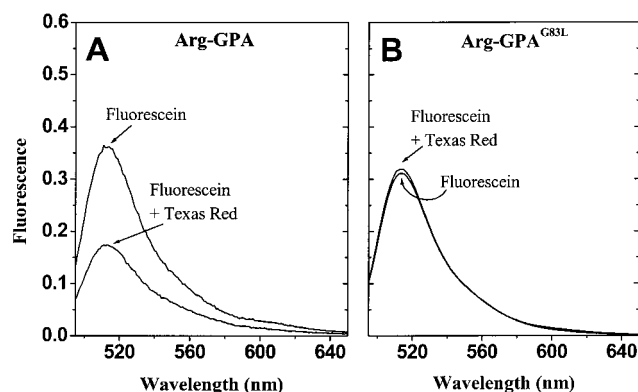 Arg-GPA
A
Fluorescein
Fluorescein
+ Texas Red
Fluorescence
0.6
0.5
0.4
0.3
0.2
0.1
0.0
520 560 600 640
Wavelength (nm)
Arg-GPA^G83L
B
Fluorescein
+ Texas Red
Fluorescein
520 560 600 640
Wavelength (nm)